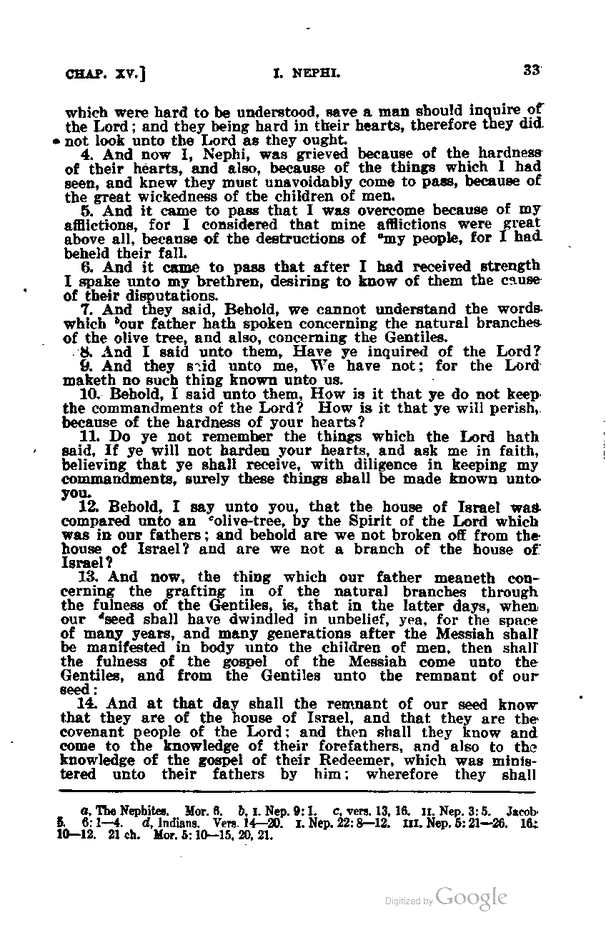 CHAP. XV.] I. NEPHI. 33
which were hard to be understood, save a man should inquire of
the Lord; and they being hard in their hearts, therefore they did
not look unto the Lord as they ought.
4. And now I, Nephi, was grieved because of the hardness
of their hearts, and also, because of the things which I had
seen, and knew they must unavoidably come to pass, because of
the great wickedness of the children of men.
5. And it came to pass that I was overcome because of my
afflictions, for I considered that mine afflictions were great
above all, because of the destructions of ᵃmy people, for I had
beheld their fall.
6. And it came to pass that after I had received strength
I spake unto my brethren, desiring to know of them the cause
of their disputations.
7. And they said, Behold, we cannot understand the words
which ᵇour father hath spoken concerning the natural branches
of the olive tree, and also, concerning the Gentiles.
8. And I said unto them, Have ye inquired of the Lord?
9. And they said unto me, We have not; for the Lord
maketh no such thing known unto us.
10. Behold, I said unto them, How is it that ye do not keep
the commandments of the Lord? How is it that ye will perish,
because of the hardness of your hearts?
11. Do ye not remember the things which the Lord hath
said, If ye will not harden your hearts, and ask me in faith,
believing that ye shall receive, with diligence in keeping my
commandments, surely these things shall be made known unto
you.
12. Behold, I say unto you, that the house of Israel was
compared unto an ᶜolive-tree, by the Spirit of the Lord which
was in our fathers; and behold are we not broken off from the
house of Israel? and are we not a branch of the house of
Israel?
13. And now, the thing which our father meaneth con-
cerning the grafting in of the natural branches through
the fulness of the Gentiles, is, that in the latter days, when
our ᵈseed shall have dwindled in unbelief, yea, for the space
of many years, and many generations after the Messiah shall
be manifested in body unto the children of men, then shall
the fulness of the gospel of the Messiah come unto the
Gentiles, and from the Gentiles unto the remnant of our
seed:
14. And at that day shall the remnant of our seed know
that they are of the house of Israel, and that they are the
covenant people of the Lord; and then shall they know and
come to the knowledge of their forefathers, and also to the
knowledge of the gospel of their Redeemer, which was minis-
tered unto their fathers by him; wherefore they shall
a, The Nephites. Mor. 6. b, I. Nep. 9:1. c, vers. 13, 16. II. Nep. 3:5. Jacob
5. 6:1—4. d, Indians. Vers. 14—20. I. Nep. 22:8—12. III. Nep. 5:21—26. 16:
10—12. 21 ch. Mor. 5:10—15, 20, 21.
Digitized by Google